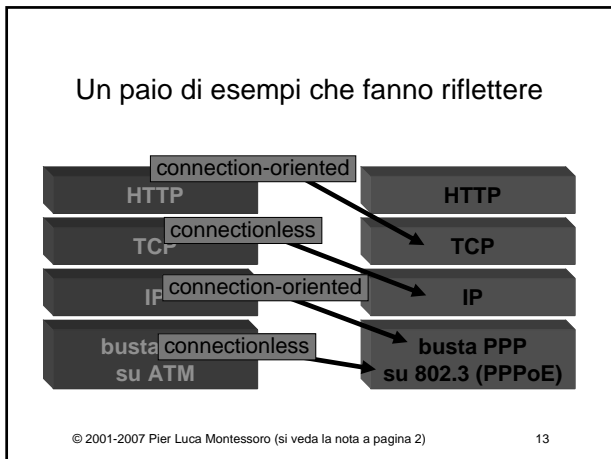 Un paio di esempi che fanno riflettere
connection-oriented
HTTP
HTTP
connectionless
TCP
TCP
connection-oriented
IP
IP
connectionless
busta
su ATM
busta PPP
su 802.3 (PPPoE)
© 2001-2007 Pier Luca Montessoro (si veda la nota a pagina 2)
13